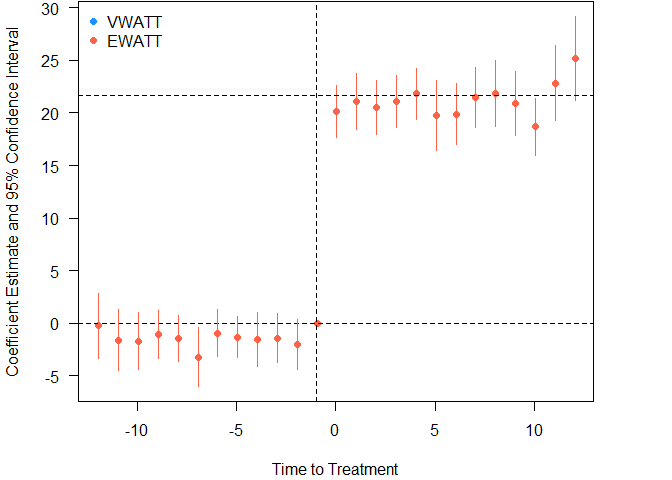 VWATT
EWATT
30
25
20
15
10
5
0
-5
Coefficient Estimate and 95% Confidence Interval
-10 -5 0 5 10
Time to Treatment